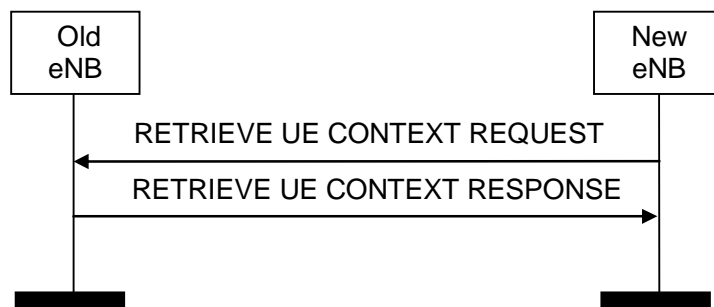 Old
eNB
New
eNB
RETRIEVE UE CONTEXT REQUEST
RETRIEVE UE CONTEXT RESPONSE